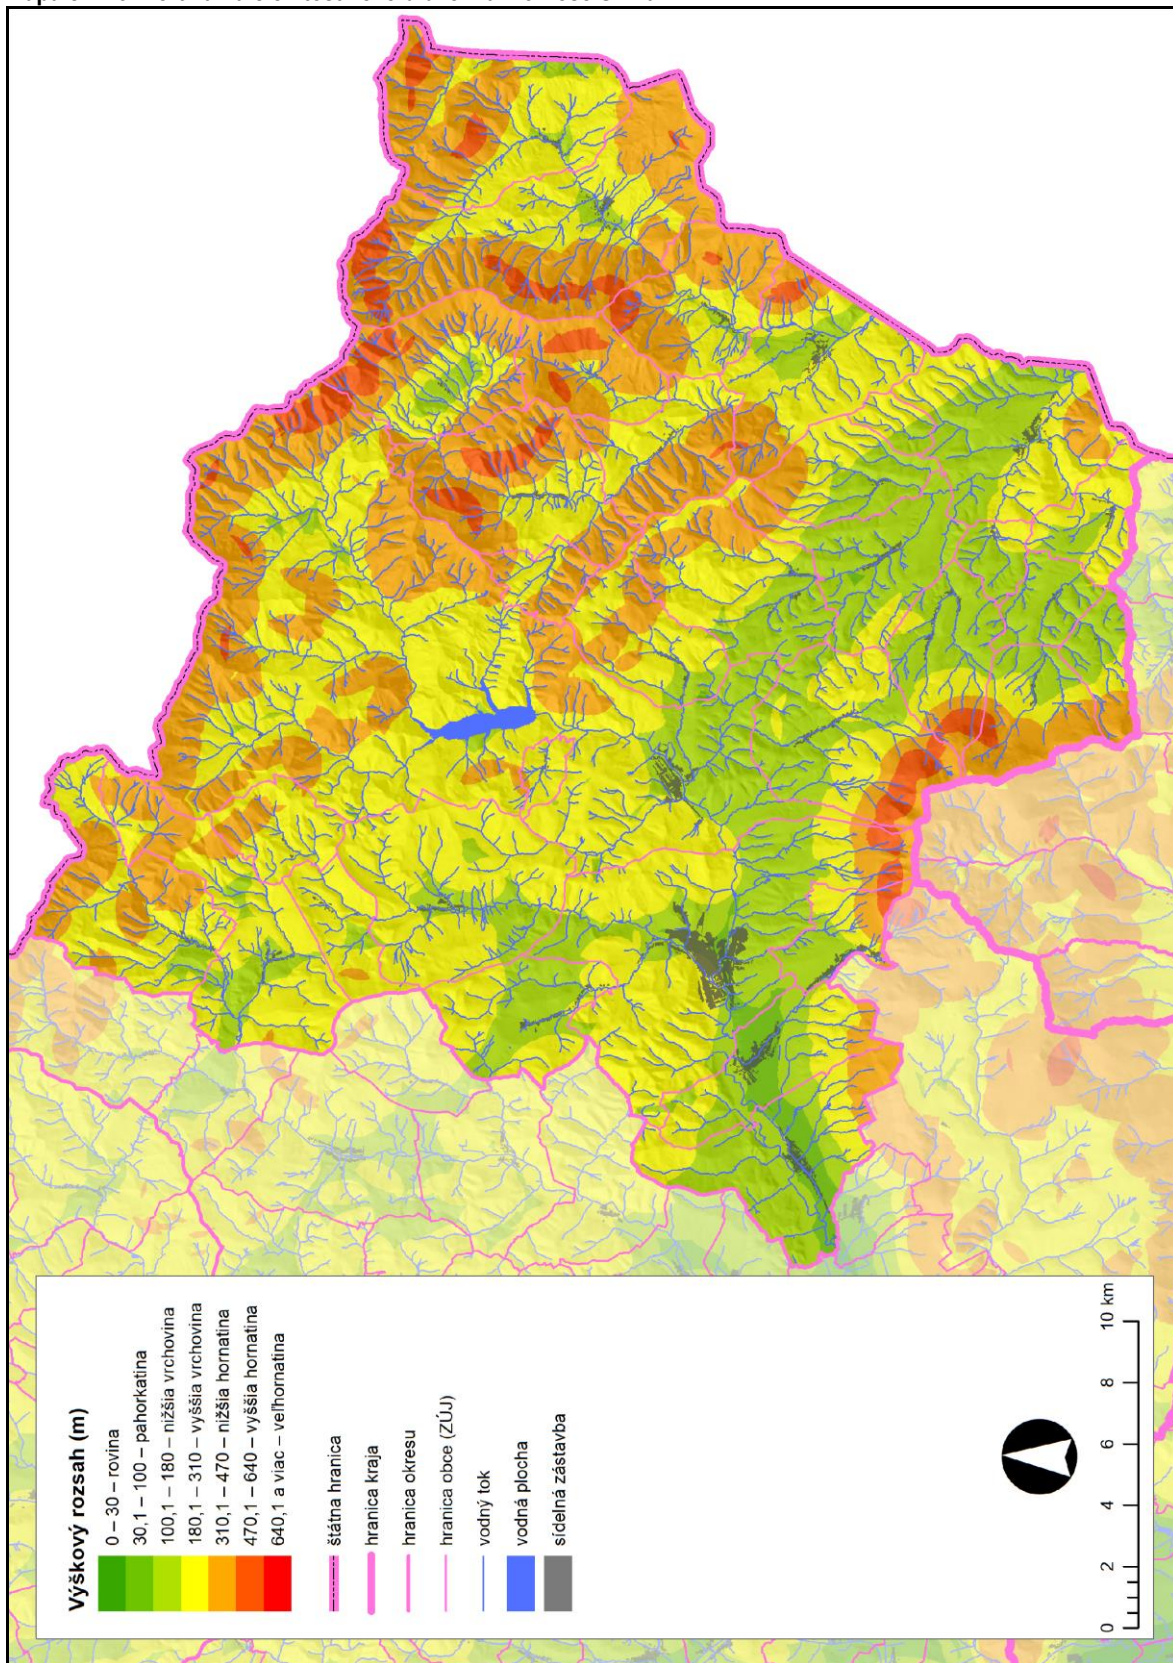 Výškový rozsah (m)
0 – 30 – rovina
30,1 – 100 – pahorkatina
100,1 – 180 – nižšia vrchovina
180,1 – 310 – vyššia vrchovina
310,1 – 470 – nižšia hornatina
470,1 – 640 – vyššia hornatina
640,1 a viac – veľhornatina
štátna hranica
hranica kraja
hranica okresu
hranica obce (ZÚJ)
vodný tok
vodná plocha
sídelná zástavba
0 2 4 6 8 10 km